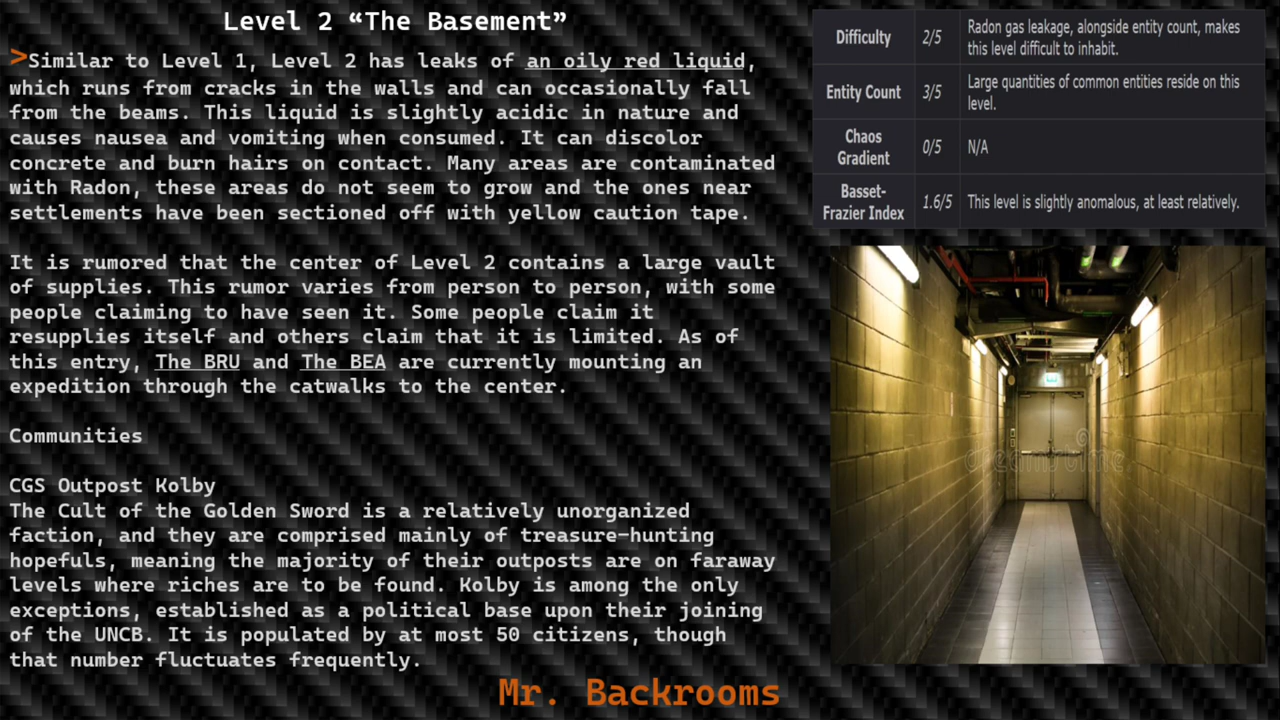 Level 2 “The Basement”
>Similar to Level 1, Level 2 has leaks of an oily red liquid,
which runs from cracks in the walls and can occasionally fall
from the beams. This liquid is slightly acidic in nature and
causes nausea and vomiting when consumed. It can discolor
concrete and burn hairs on contact. Many areas are contaminated
with Radon, these areas do not seem to grow and the ones near
settlements have been sectioned off with yellow caution tape.
It is rumored that the center of Level 2 contains a large vault
of supplies. This rumor varies from person to person, with some
people claiming to have seen it. Some people claim it
resupplies itself and others claim that it is limited. As of
this entry, The BRU and The BEA are currently mounting an
expedition through the catwalks to the center.
Communities
CGS Outpost Kolby
The Cult of the Golden Sword is a relatively unorganized
faction, and they are comprised mainly of treasure-hunting
hopefuls, meaning the majority of their outposts are on faraway
levels where riches are to be found. Kolby is among the only
exceptions, established as a political base upon their joining
of the UNCB. It is populated by at most 50 citizens, though
that number fluctuates frequently.
Difficulty 2/5 Radon gas leakage, alongside entity count, makes
this level difficult to inhabit.
Entity Count 3/5 Large quantities of common entities reside on this
level.
Chaos
Gradient 0/5 N/A
Basset-
Frazier Index 1.6/5 This level is slightly anomalous, at least relatively.
dreamstime
Mr. Backrooms